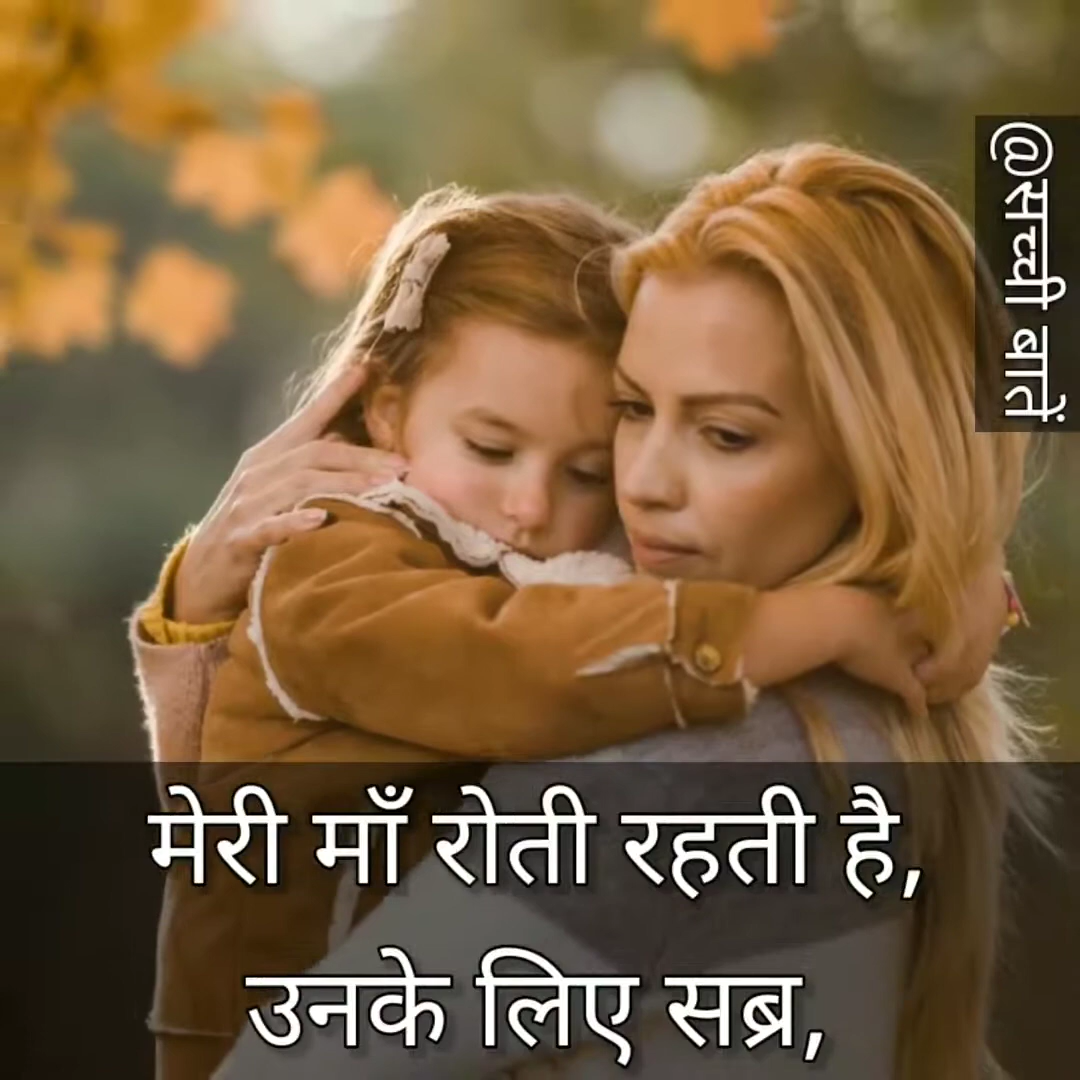 @सच्ची बातें
मेरी माँ रोती रहती है,
उनके लिए सब्र,